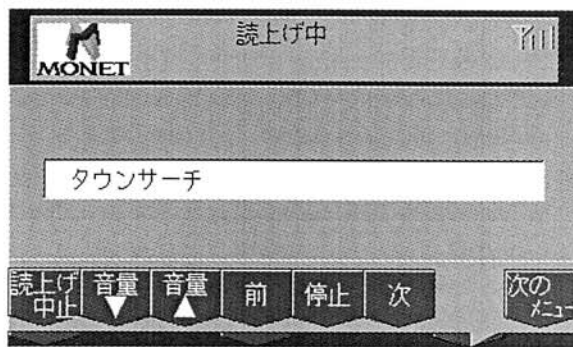 MONET
読上げ中
タウンサーチ
読上げ
中止
音量
▼
音量
▲
前
停止
次
次の
メニュー